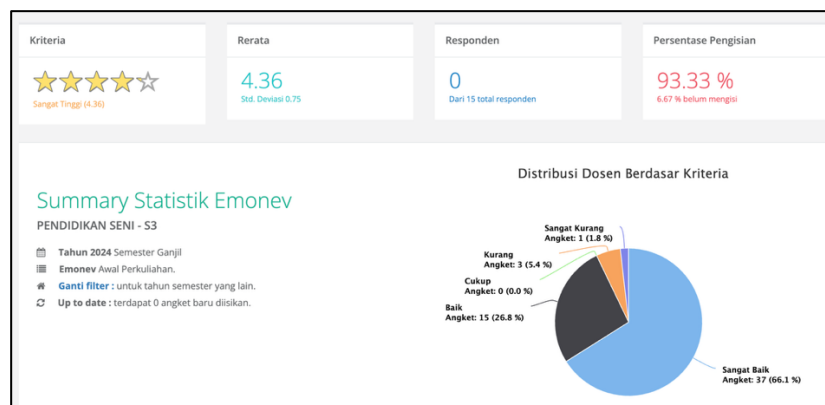 Kriteria
Sangat Tinggi (4.36)
Rerata
4.36
Std. Deviasi 0.75
Responden
0
Dari 15 total responden
Persentase Pengisian
93.33 %
6.67 % belum mengisi
Summary Statistik Emonev
PENDIDIKAN SENI - S3
Tahun 2024 Semester Ganjil
Emonev Awal Perkuliahan.
Ganti filter : untuk tahun semester yang lain.
Up to date : terdapat 0 angket baru diisikan.
Distribusi Dosen Berdasar Kriteria
Sangat Kurang
Angket: 1 (1.8 %)
Kurang
Angket: 3 (5.4 %)
Cukup
Angket: 0 (0.0 %)
Baik
Angket: 15 (26.8 %)
Sangat Baik
Angket: 37 (66.1 %)